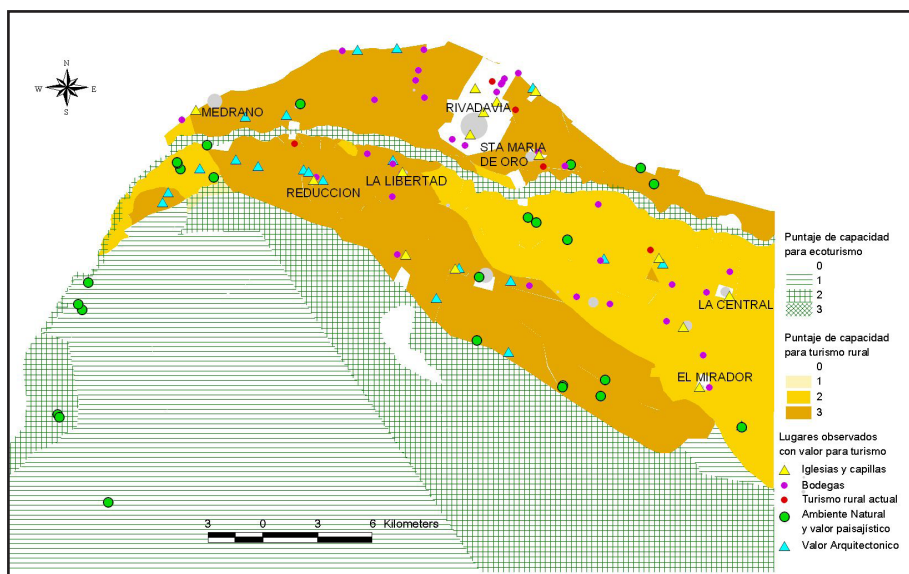 N
W E
S
MEDRANO
RIVADAVIA
STA MARIA
DE ORO
LA LIBERTAD
REDUCCION
LA CENTRAL
EL MIRADOR
3 0 3 6 Kilometers
Puntaje de capacidad
para ecoturismo
0
1
2
3
Puntaje de capacidad
para turismo rural
0
1
2
3
Lugares observados
con valor para turismo
Iglesias y capillas
Bodegas
Turismo rural actual
Ambiente Natural
y valor paisajístico
Valor Arquitectonico